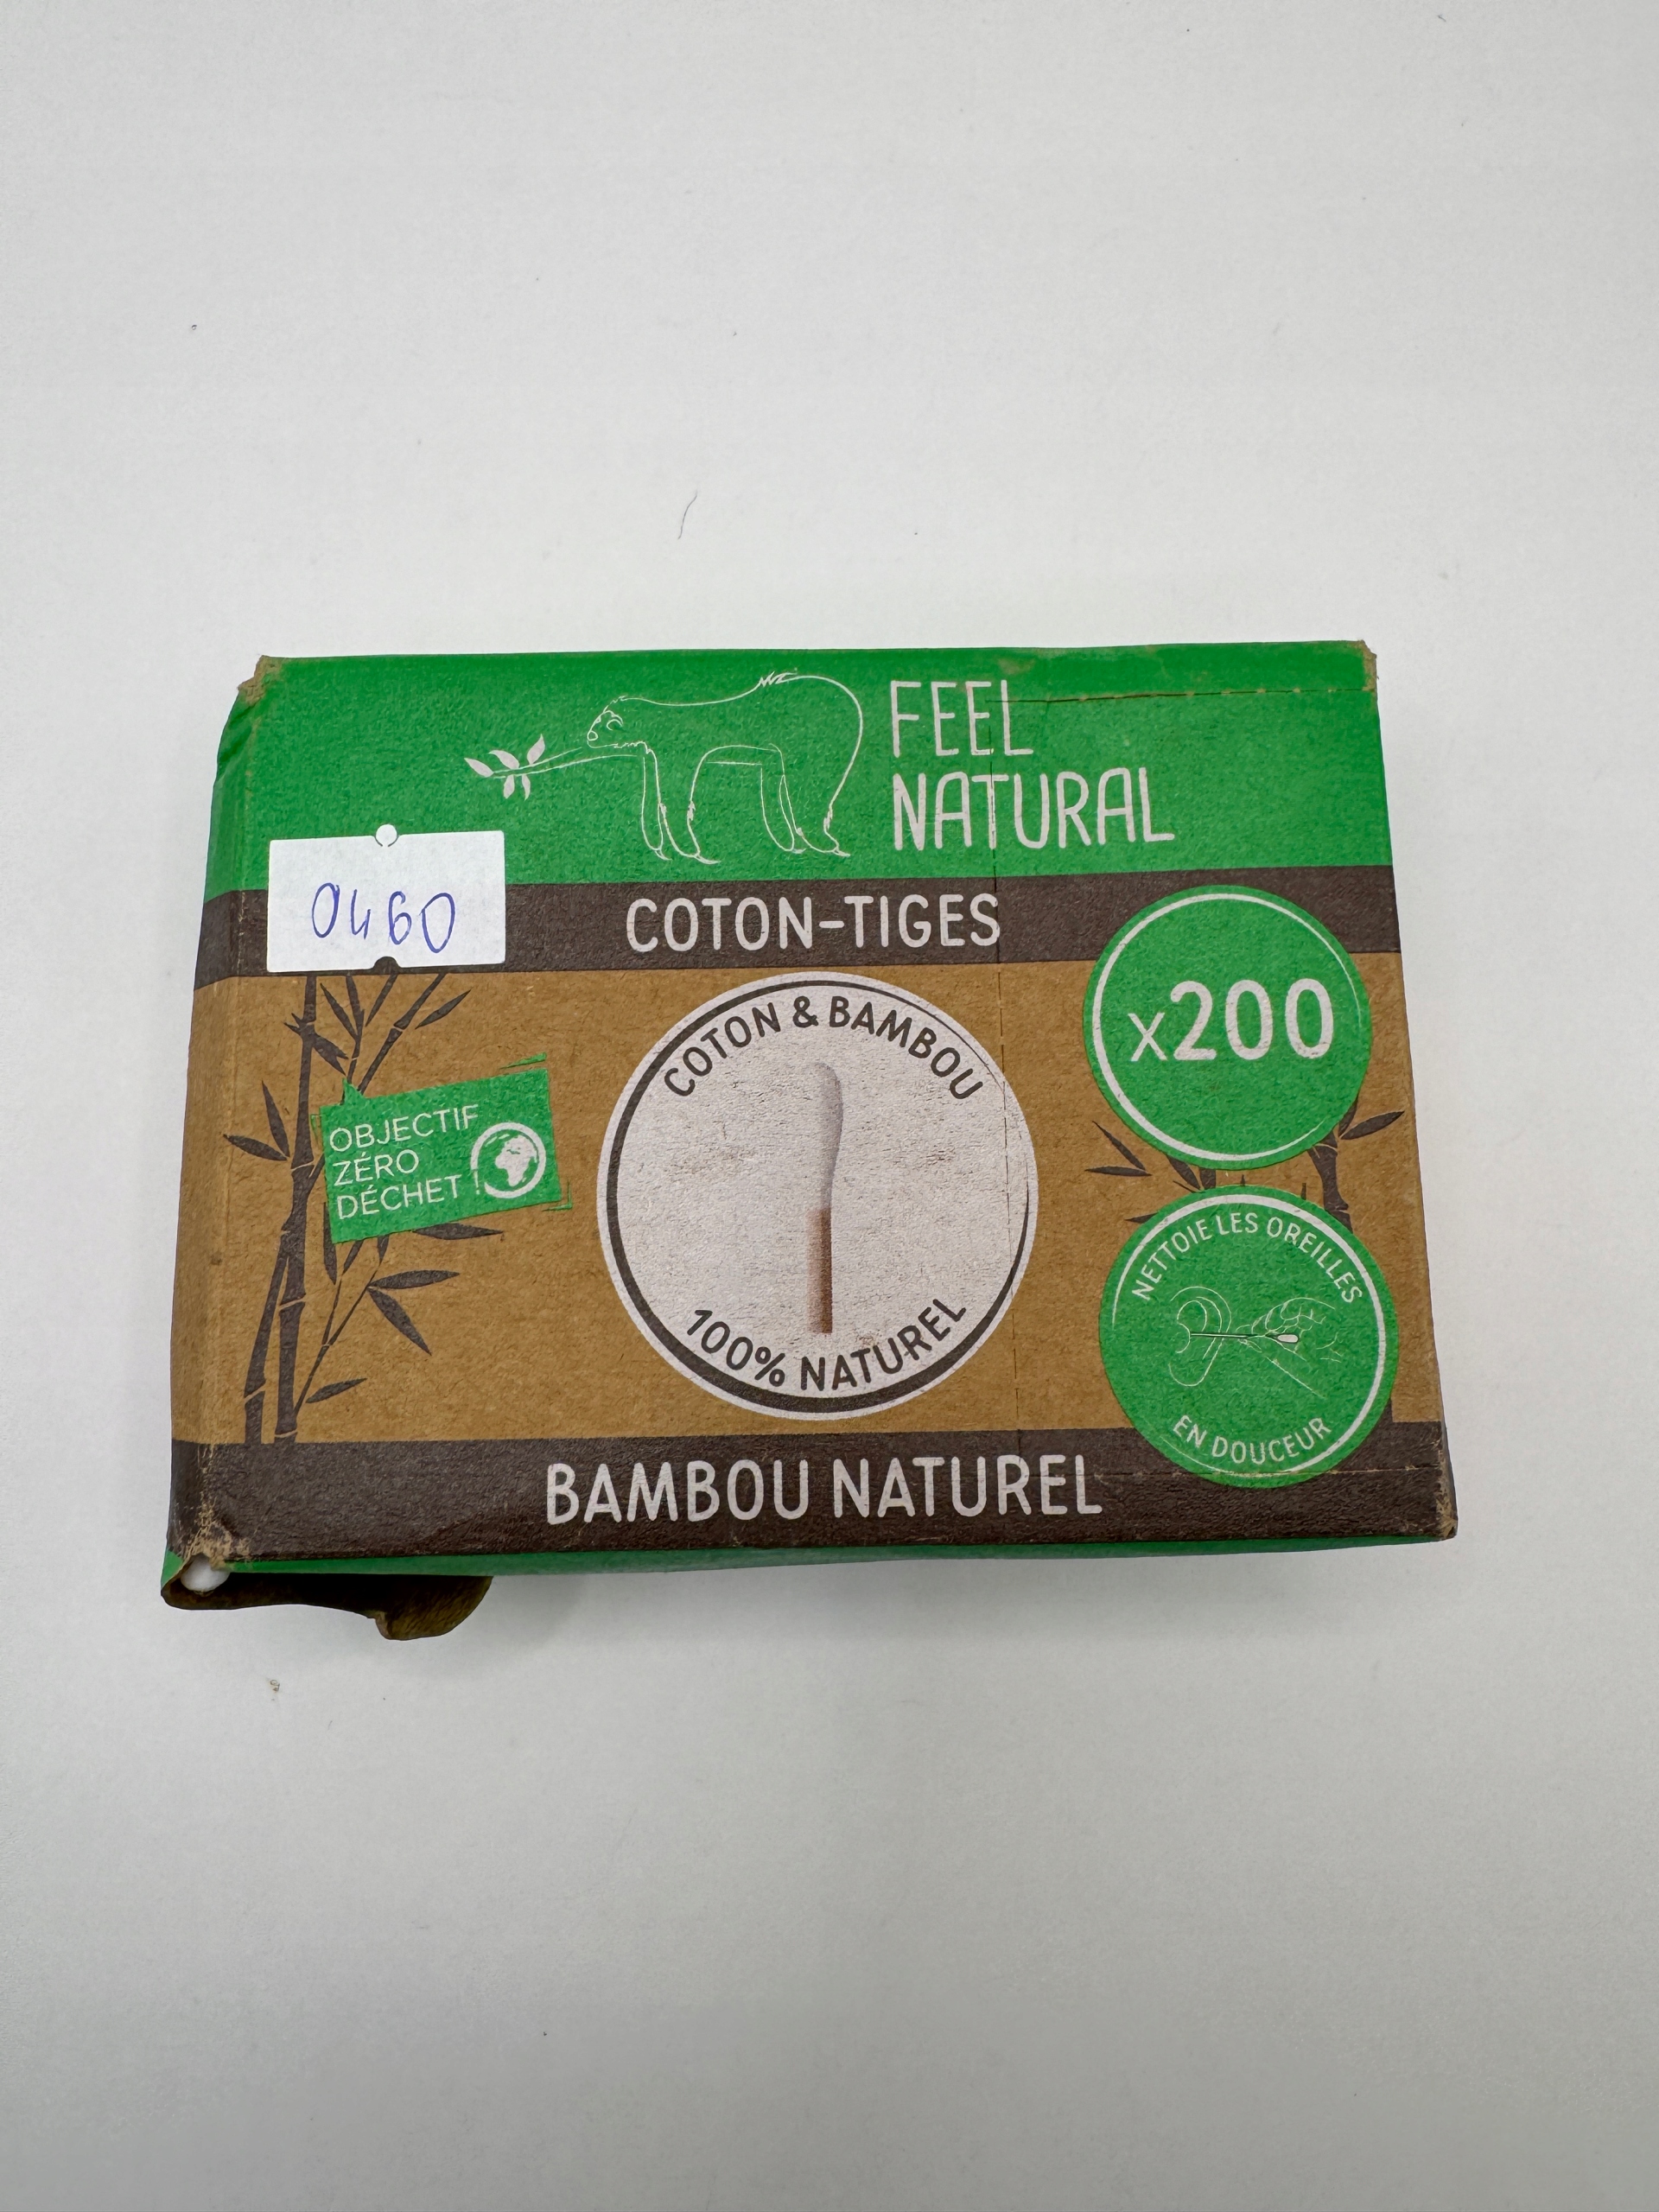 FEEL
NATURAL
0460
COTON-TIGES
x200
COTON & BAMBOU
100% NATUREL
OBJECTIF
ZÉRO
DÉCHET !
NETTOIE LES OREILLES
EN DOUCEUR
BAMBOU NATUREL